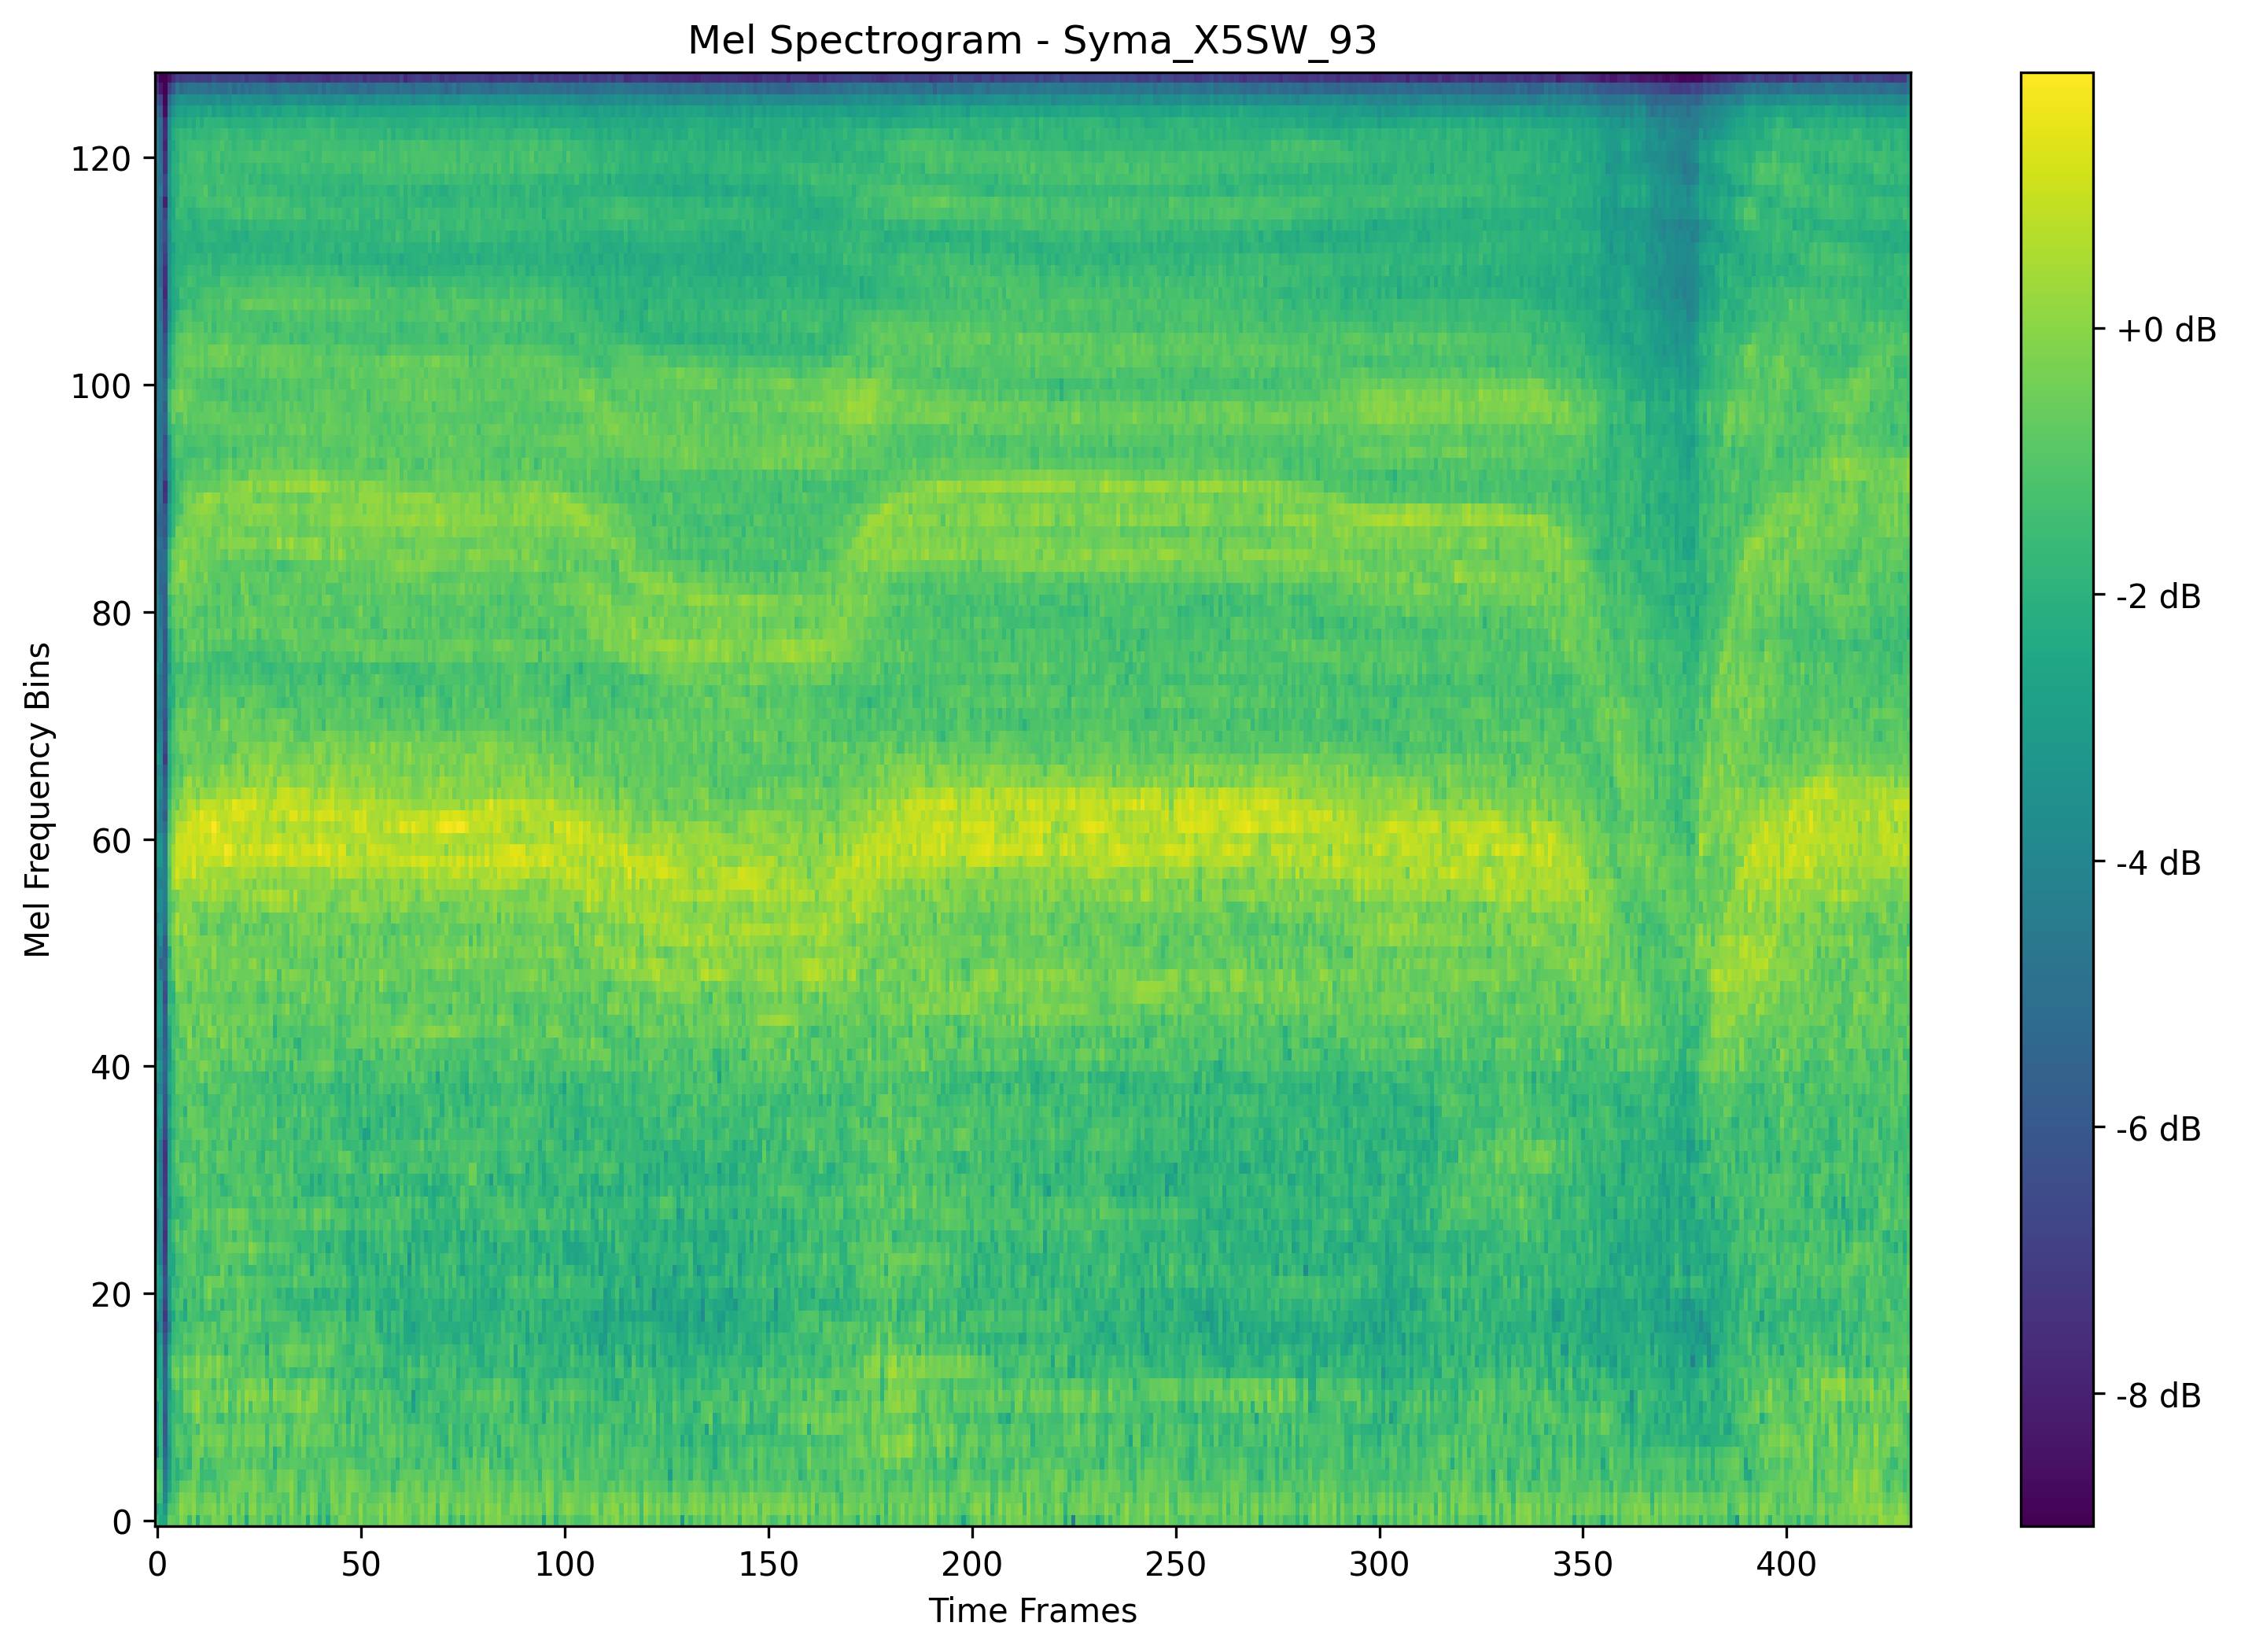 Mel Spectrogram - Syma_X5SW_93
Mel Frequency Bins
120
100
80
60
40
20
0
0 50 100 150 200 250 300 350 400
Time Frames
+0 dB
-2 dB
-4 dB
-6 dB
-8 dB